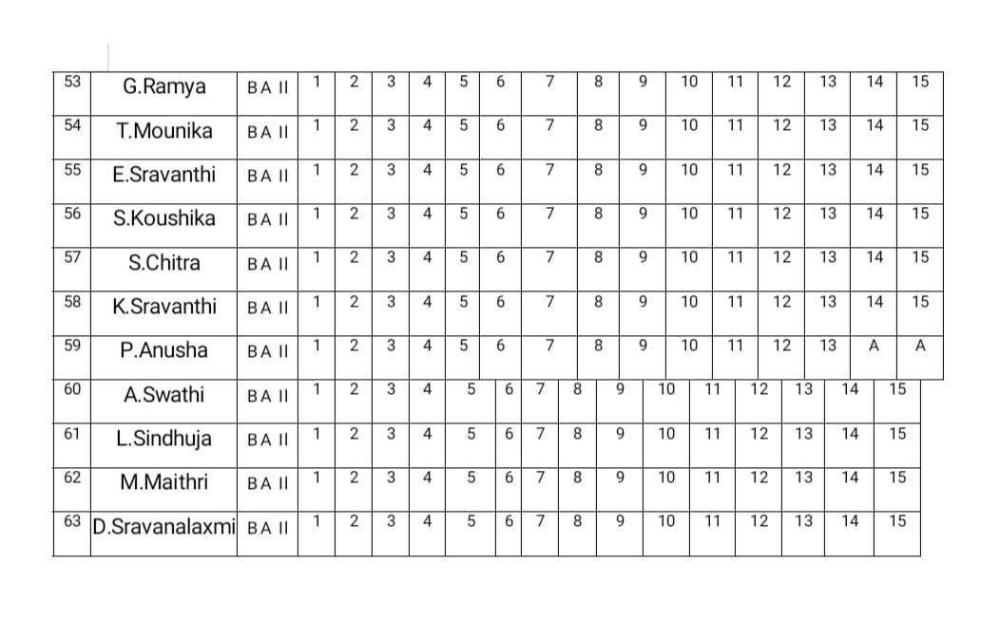 53 G.Ramya BA II 1 2 3 4 5 6 7 8 9 10 11 12 13 14 15
54 T.Mounika BA II 1 2 3 4 5 6 7 8 9 10 11 12 13 14 15
55 E.Sravanthi BA II 1 2 3 4 5 6 7 8 9 10 11 12 13 14 15
56 S.Koushika BA II 1 2 3 4 5 6 7 8 9 10 11 12 13 14 15
57 S.Chitra BA II 1 2 3 4 5 6 7 8 9 10 11 12 13 14 15
58 K.Sravanthi BA II 1 2 3 4 5 6 7 8 9 10 11 12 13 14 15
59 P.Anusha BA II 1 2 3 4 5 6 7 8 9 10 11 12 13 A A
60 A.Swathi BA II 1 2 3 4 5 6 7 8 9 10 11 12 13 14 15
61 L.Sindhuja BA II 1 2 3 4 5 6 7 8 9 10 11 12 13 14 15
62 M.Maithri BA II 1 2 3 4 5 6 7 8 9 10 11 12 13 14 15
63 D.Sravanalaxmi BA II 1 2 3 4 5 6 7 8 9 10 11 12 13 14 15